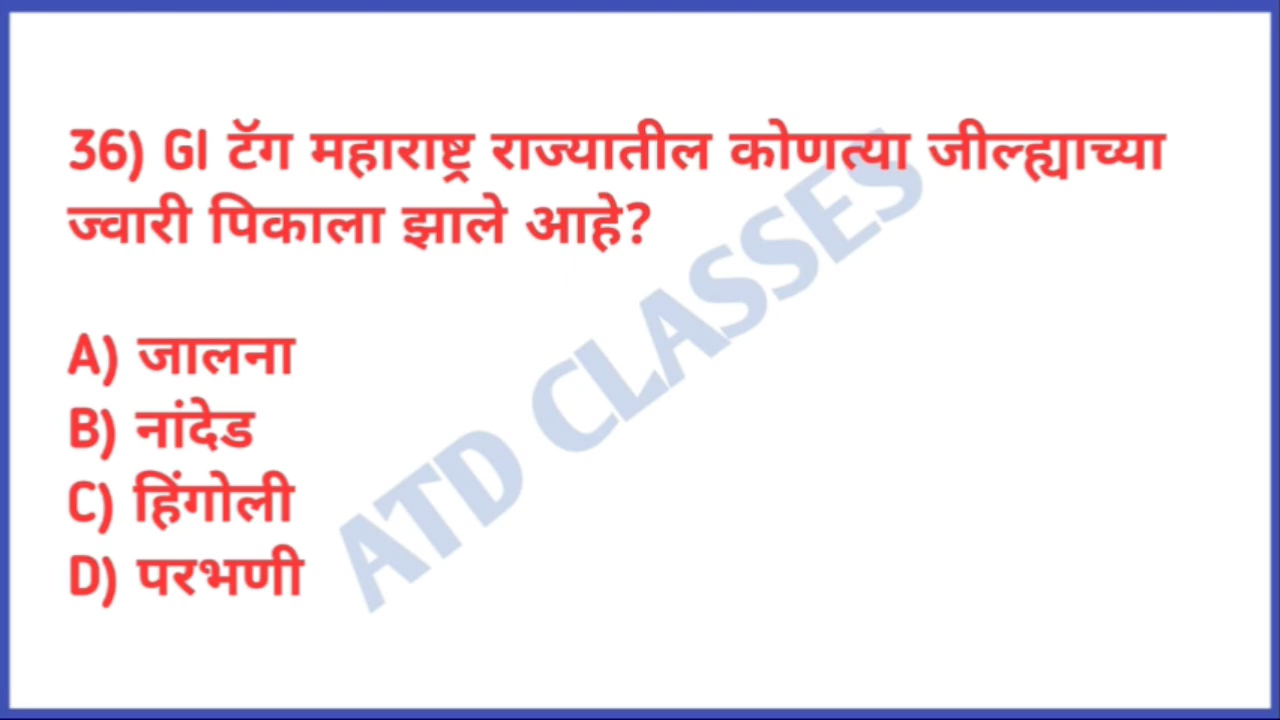 36) GI टॅग महाराष्ट्र राज्यातील कोणत्या जील्ह्याच्या
ज्वारी पिकाला झाले आहे?
A) जालना
B) नांदेड
C) हिंगोली
D) परभणी
ATD CLASSES